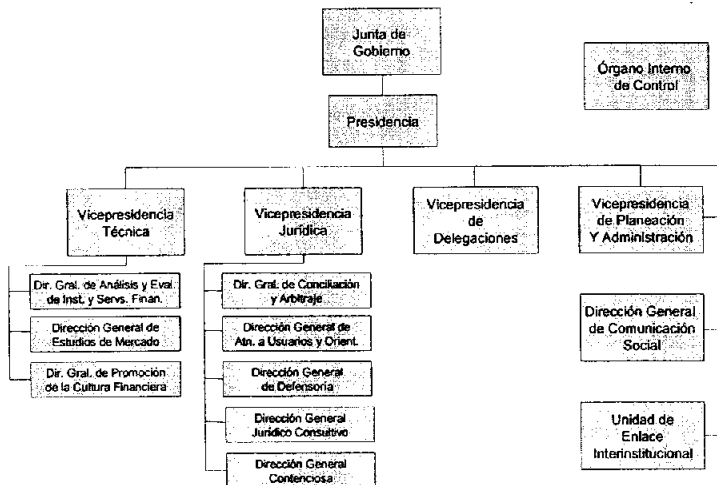 Junta de
Gobierno
Órgano Interno
de Control
Presidencia
Vicepresidencia
Técnica
Vicepresidencia
Jurídica
Vicepresidencia
de
Delegaciones
Vicepresidencia
de Planeación
Y Administración
Dir. Gral. de Análisis y Eval.
de Inst. y Servs. Finan.
Dirección General de
Estudios de Mercado
Dir. Gral. de Promoción
de la Cultura Financiera
Dir. Gral. de Conciliación
y Arbitraje
Dirección General de
Atn. a Usuarios y Orient.
Dirección General
de Defensoría
Dirección General
Jurídico Consultivo
Dirección General
Contenciosa
Dirección General
de Comunicación
Social
Unidad de
Enlace
Interinstitucional